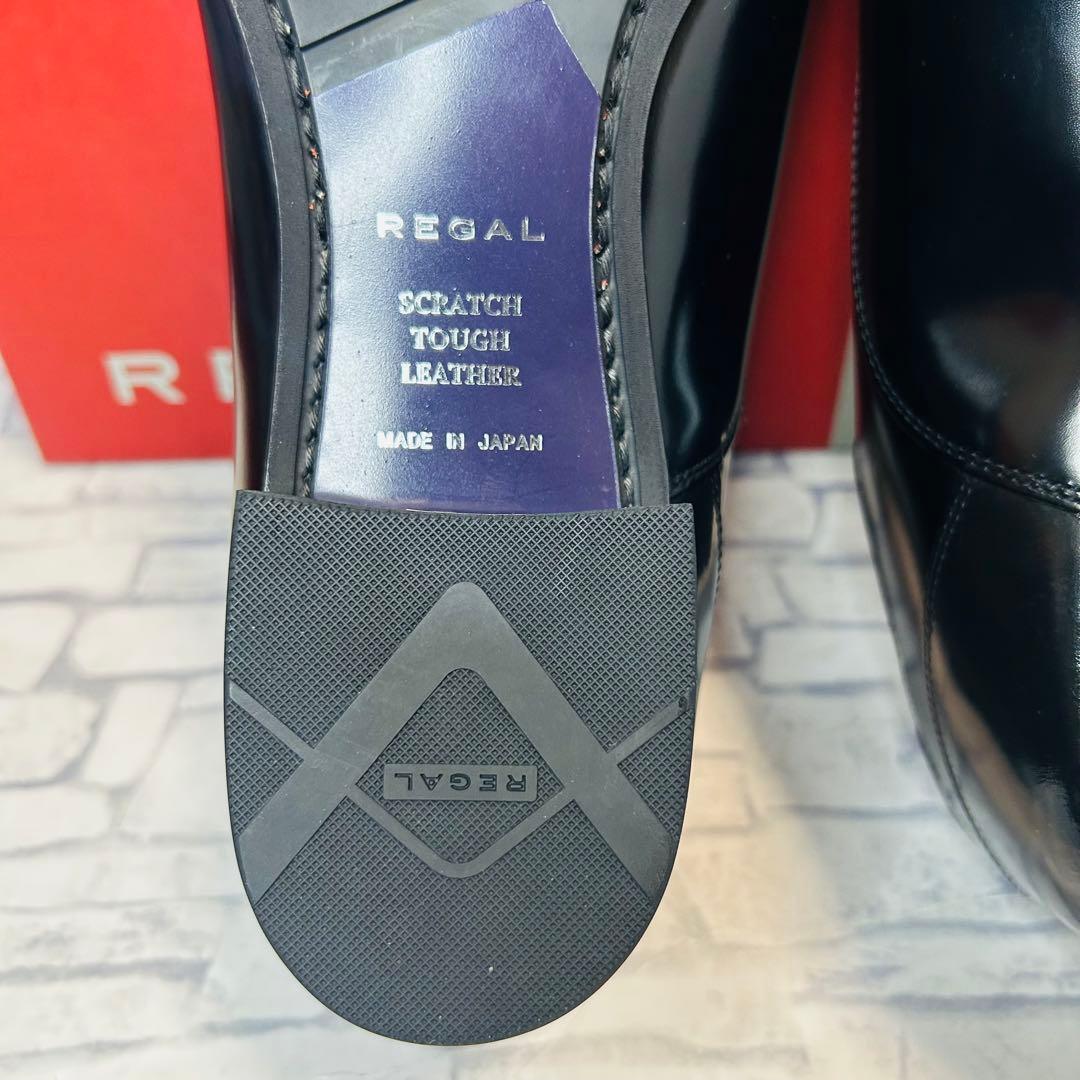 REGAL
SCRATCH
TOUGH
LEATHER
MADE IN JAPAN
R
REGAL